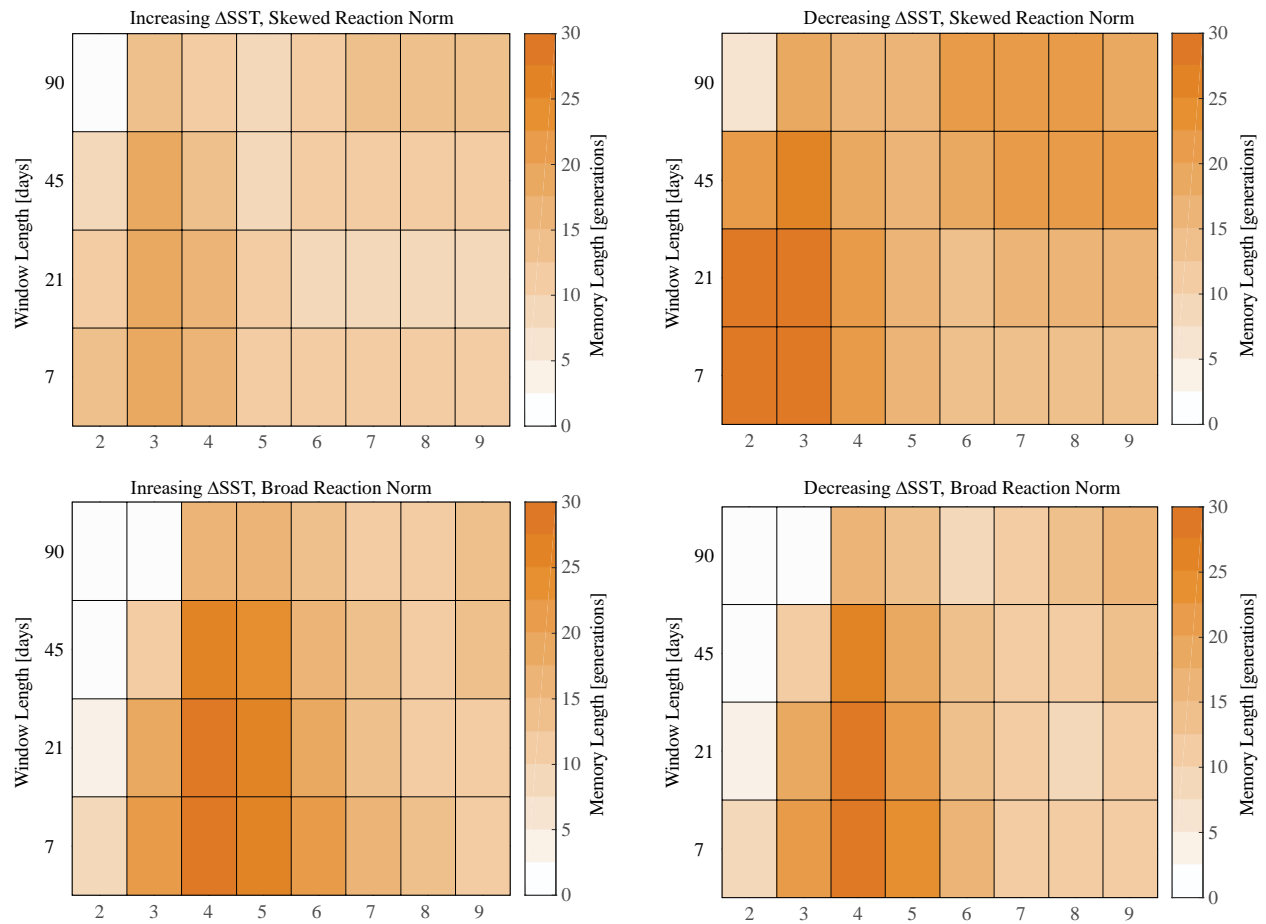 Increasing ΔSST, Skewed Reaction Norm
Window Length [days]
90
45
21
7
2 3 4 5 6 7 8 9
30
25
20
15
10
5
0
Memory Length [generations]
Decreasing ΔSST, Skewed Reaction Norm
Window Length [days]
90
45
21
7
2 3 4 5 6 7 8 9
30
25
20
15
10
5
0
Memory Length [generations]
Inreasing ΔSST, Broad Reaction Norm
Window Length [days]
90
45
21
7
2 3 4 5 6 7 8 9
30
25
20
15
10
5
0
Memory Length [generations]
Decreasing ΔSST, Broad Reaction Norm
Window Length [days]
90
45
21
7
2 3 4 5 6 7 8 9
30
25
20
15
10
5
0
Memory Length [generations]